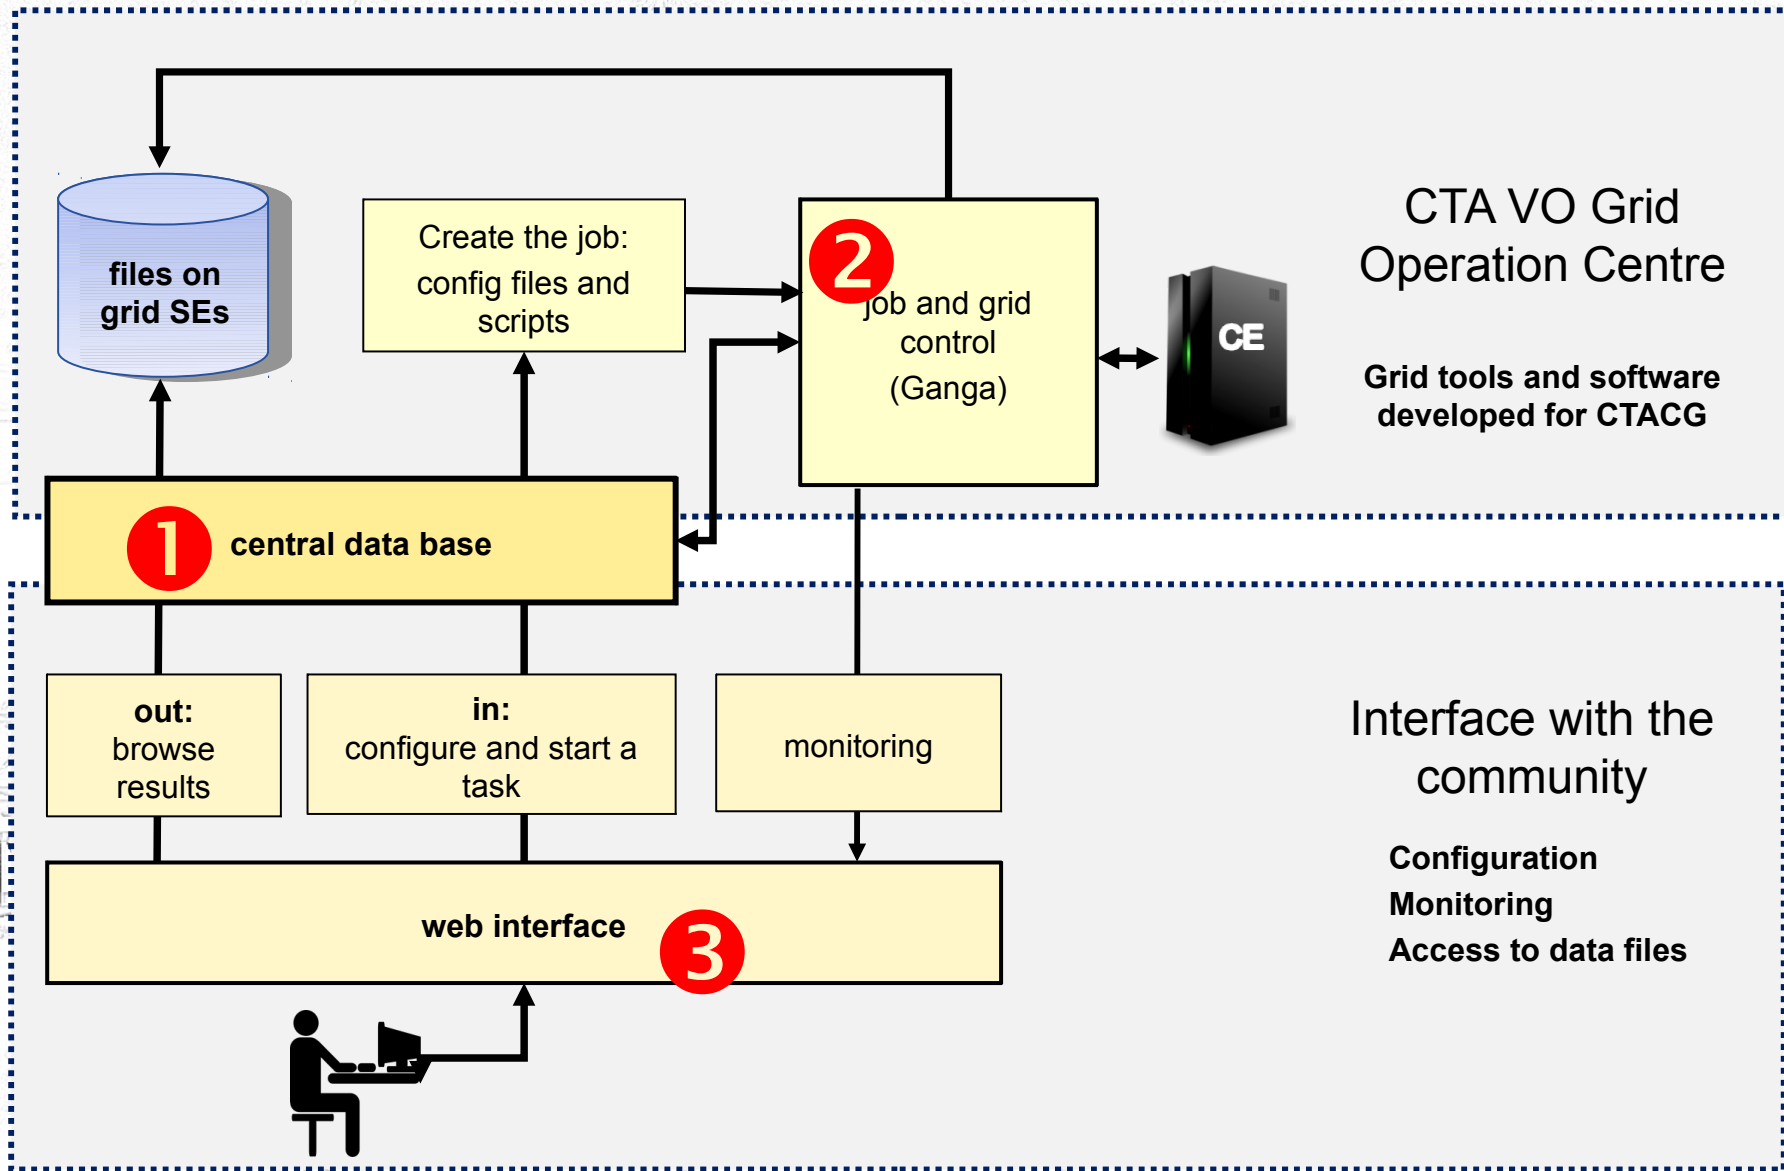 files on
grid SEs
Create the job:
config files and
scripts
2
job and grid
control
(Ganga)
CE
CTA VO Grid
Operation Centre
Grid tools and software
developed for CTACG
1
central data base
out:
browse
results
in:
configure and start a
task
monitoring
Interface with the
community
Configuration
Monitoring
Access to data files
web interface
3